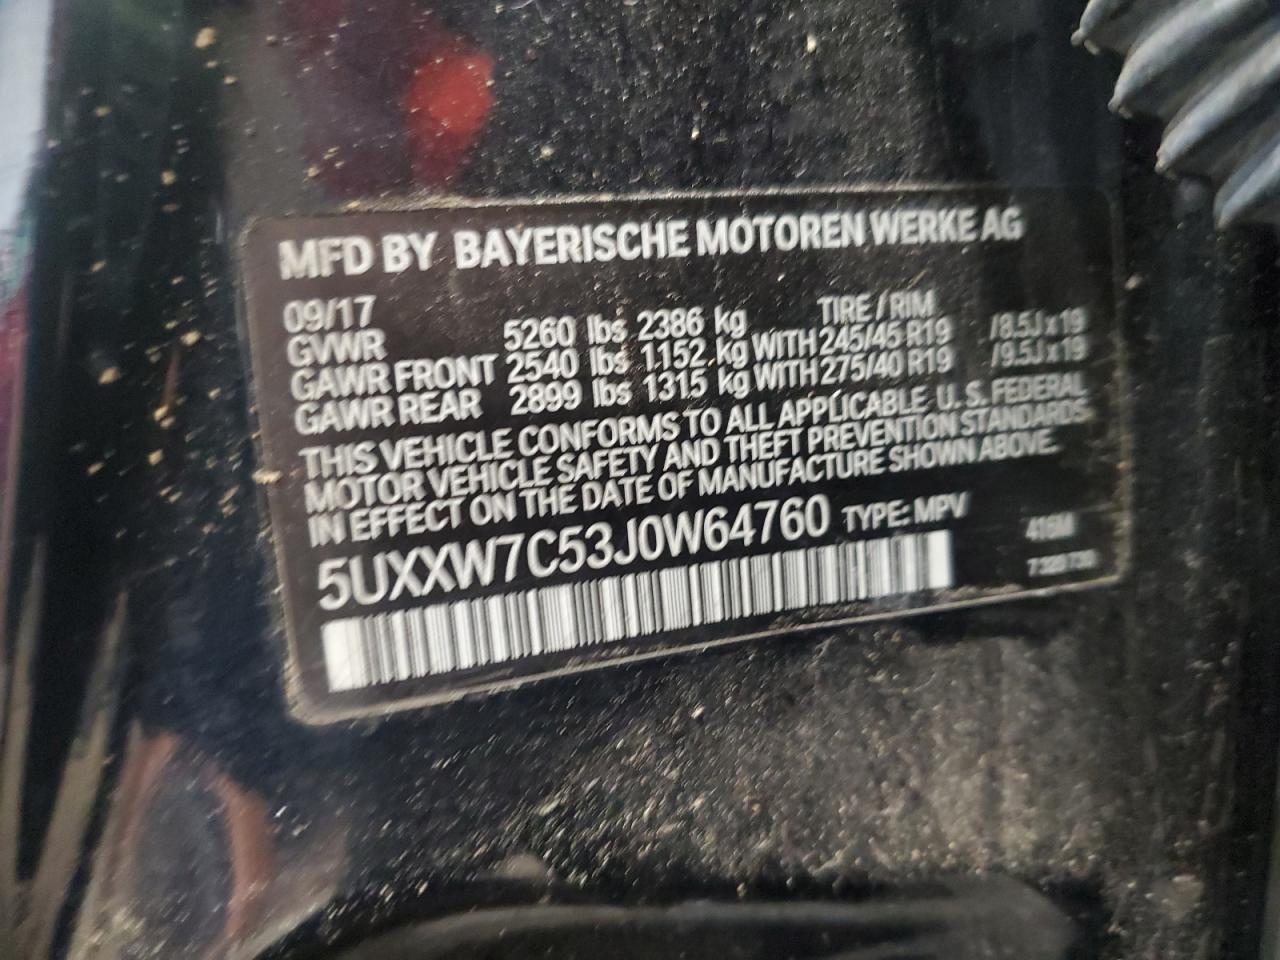 MFD BY BAYERISCHE MOTOREN WERKE AG
09/17 TIRE / RIM
GVWR 5260 lbs 2386 kg
GAWR FRONT 2540 lbs 1152 kg WITH 245/45 R19 /8.5J x 19
GAWR REAR 2899 lbs 1315 kg WITH 275/40 R19 /9.5J x 19
THIS VEHICLE CONFORMS TO ALL APPLICABLE U.S. FEDERAL
MOTOR VEHICLE SAFETY AND THEFT PREVENTION STANDARDS
IN EFFECT ON THE DATE OF MANUFACTURE SHOWN ABOVE.
5UXXW7C53J0W64760 TYPE: MPV
416M